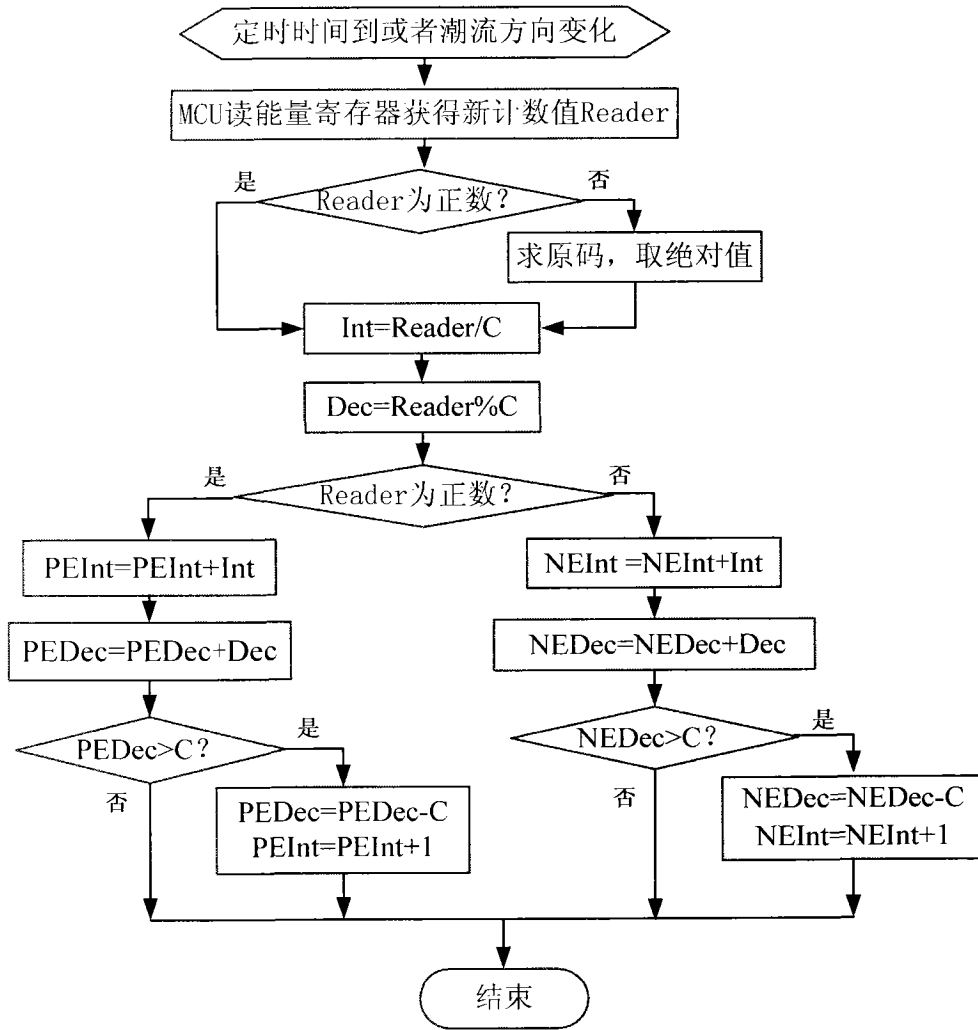 定时时间到或者潮流方向变化
MCU读能量寄存器获得新计数值Reader
是
Reader为正数?
否
求原码，取绝对值
Int=Reader/C
Dec=Reader%C
是
Reader为正数?
否
PEInt=PEInt+Int
NEInt =NEInt+Int
PEDec=PEDec+Dec
NEDec=NEDec+Dec
PEDec>C?
是
NEDec>C?
是
否
PEDec=PEDec-C
PEInt=PEInt+1
否
NEDec=NEDec-C
NEInt=NEInt+1
结束